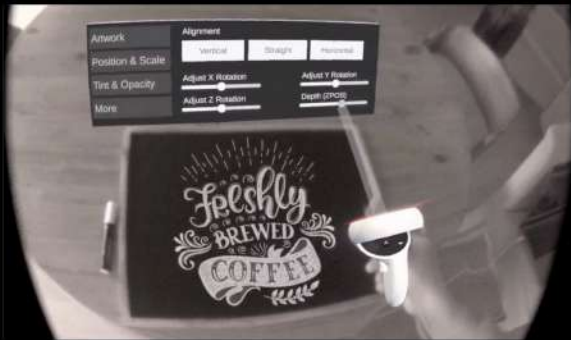 Artwork
Position & Scale
Tint & Opacity
More
Alignment
Vertical
Straight
Horizontal
Adjust X Rotation
Adjust Y Rotation
Adjust Z Rotation
Depth (ZPOS)
Freshly
BREWED
COFFEE